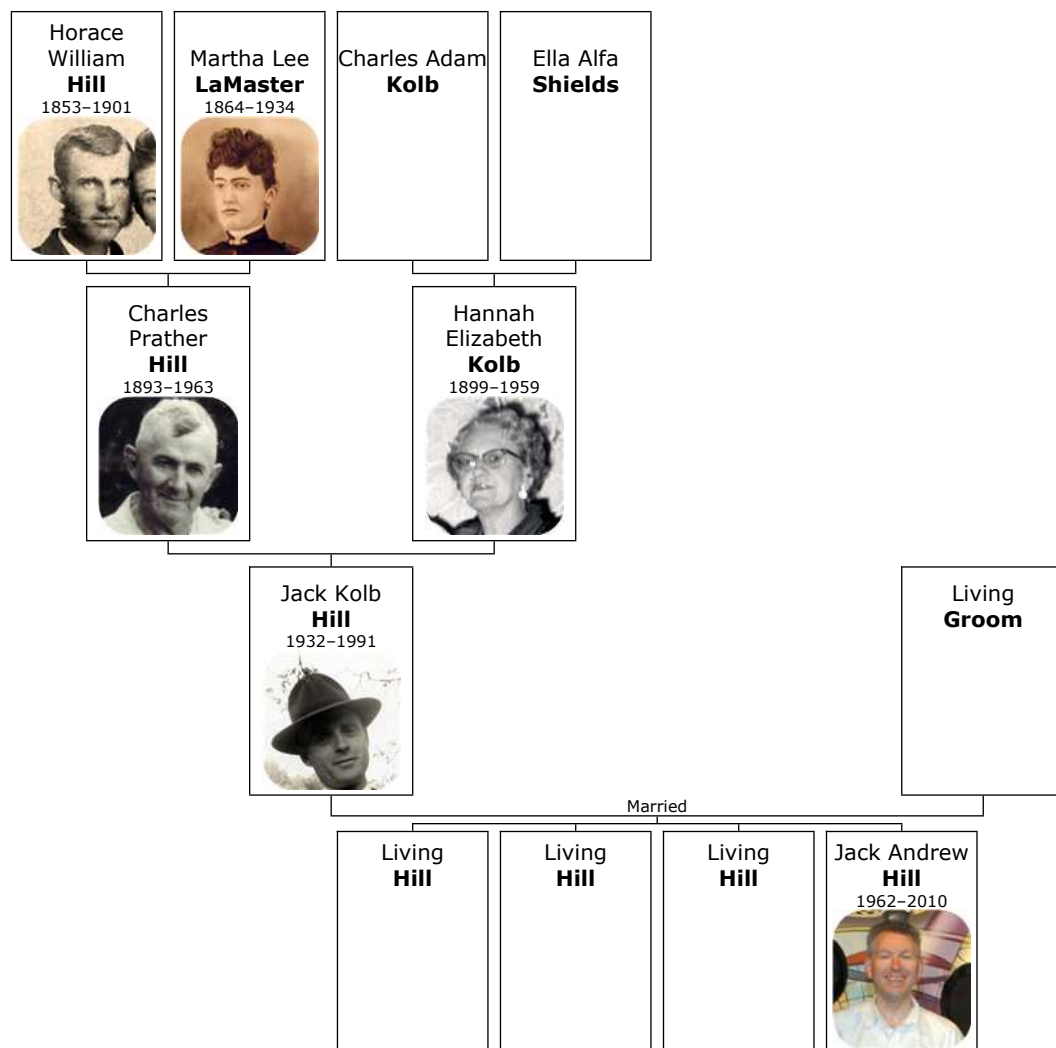 Horace
William
Hill
1853–1901
Martha Lee
LaMaster
1864–1934
Charles Adam
Kolb
Ella Alfa
Shields
Charles
Prather
Hill
1893–1963
Hannah
Elizabeth
Kolb
1899–1959
Jack Kolb
Hill
1932–1991
Living
Groom
Married
Living
Hill
Living
Hill
Living
Hill
Jack Andrew
Hill
1962–2010